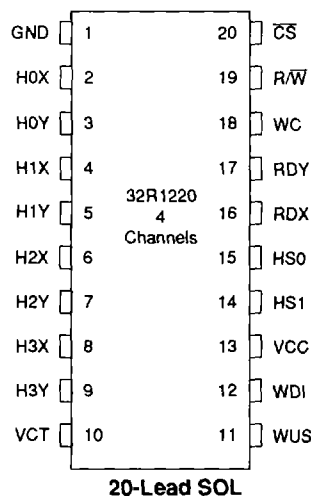 GND 1 20 C̅S̅
H0X 2 19 R/W̅
H0Y 3 18 WC
H1X 4 17 RDY
32R1220
H1Y 5 4 16 RDX
Channels
H2X 6 15 HS0
H2Y 7 14 HS1
H3X 8 13 VCC
H3Y 9 12 WDI
VCT 10 11 WUS
20-Lead SOL